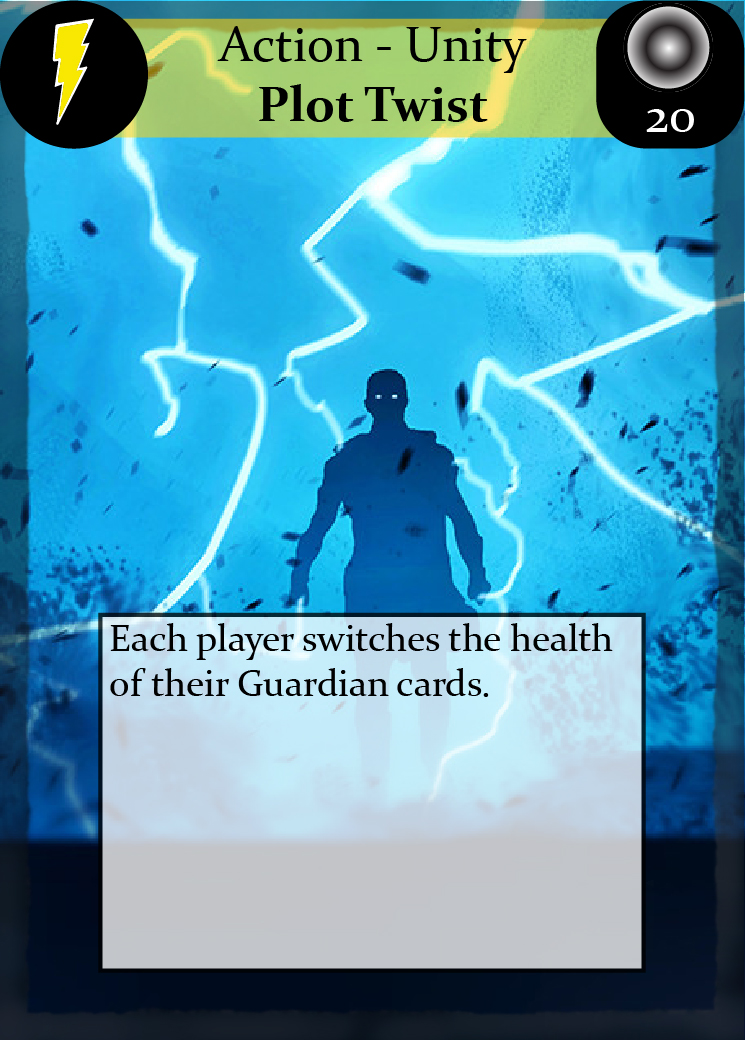 Action - Unity
Plot Twist
20
Each player switches the health
of their Guardian cards.